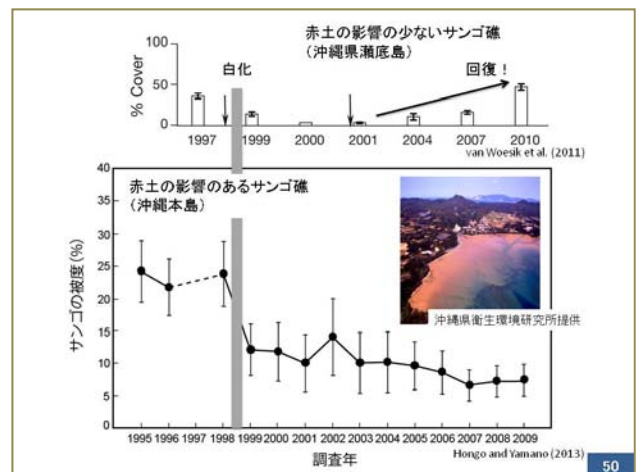 赤土の影響の少ないサンゴ礁
(沖縄県瀬底島)
白化
回復！
% Cover
100
50
0
1997 1999 2000 2001 2004 2007 2010
van Woesik et al. (2011)
赤土の影響のあるサンゴ礁
(沖縄本島)
サンゴの被度(%)
40
35
30
25
20
15
10
5
0
沖縄県衛生環境研究所提供
1995 1996 1997 1998 1999 2000 2001 2002 2003 2004 2005 2006 2007 2008 2009
調査年
Hongo and Yamano (2013)
50